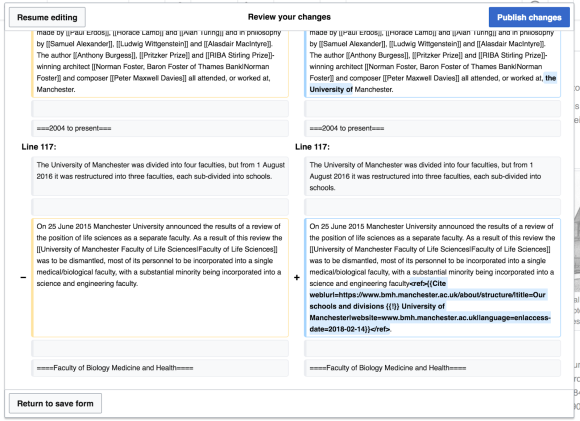 Resume editing
Review your changes
Publish changes
made by [[Paul Erdős]], [[Horace Lamb]] and [[Alan Turing]] and in philosophy
by [[Samuel Alexander]], [[Ludwig Wittgenstein]] and [[Alasdair MacIntyre]].
The author [[Anthony Burgess]], [[Pritzker Prize]] and [[RIBA Stirling Prize]]-
winning architect [[Norman Foster, Baron Foster of Thames Bank|Norman
Foster]] and composer [[Peter Maxwell Davies]] all attended, or worked at,
Manchester.
made by [[Paul Erdős]], [[Horace Lamb]] and [[Alan Turing]] and in philosophy
by [[Samuel Alexander]], [[Ludwig Wittgenstein]] and [[Alasdair MacIntyre]].
The author [[Anthony Burgess]], [[Pritzker Prize]] and [[RIBA Stirling Prize]]-
winning architect [[Norman Foster, Baron Foster of Thames Bank|Norman
Foster]] and composer [[Peter Maxwell Davies]] all attended, or worked at, the
University of Manchester.
===2004 to present===
===2004 to present===
Line 117:
Line 117:
The University of Manchester was divided into four faculties, but from 1 August
2016 it was restructured into three faculties, each sub-divided into schools.
The University of Manchester was divided into four faculties, but from 1
August 2016 it was restructured into three faculties, each sub-divided into
schools.
−
On 25 June 2015 Manchester University announced the results of a review of
the position of life sciences as a separate faculty. As a result of this review the
[[University of Manchester Faculty of Life Sciences|Faculty of Life Sciences]]
was to be dismantled, most of its personnel to be incorporated into a single
medical/biological faculty, with a substantial minority being incorporated into a
science and engineering faculty.
+
On 25 June 2015 Manchester University announced the results of a review of
the position of life sciences as a separate faculty. As a result of this review the
[[University of Manchester Faculty of Life Sciences|Faculty of Life Sciences]]
was to be dismantled, most of its personnel to be incorporated into a single
medical/biological faculty, with a substantial minority being incorporated into a
science and engineering faculty<ref>{{Cite
web|url=https://www.bmh.manchester.ac.uk/about/structure/|title=Our
schools and divisions {{!}} University of
Manchester|website=www.bmh.manchester.ac.uk|language=en|access-
date=2018-02-14}}</ref>.
====Faculty of Biology Medicine and Health====
====Faculty of Biology Medicine and Health====
Return to save form